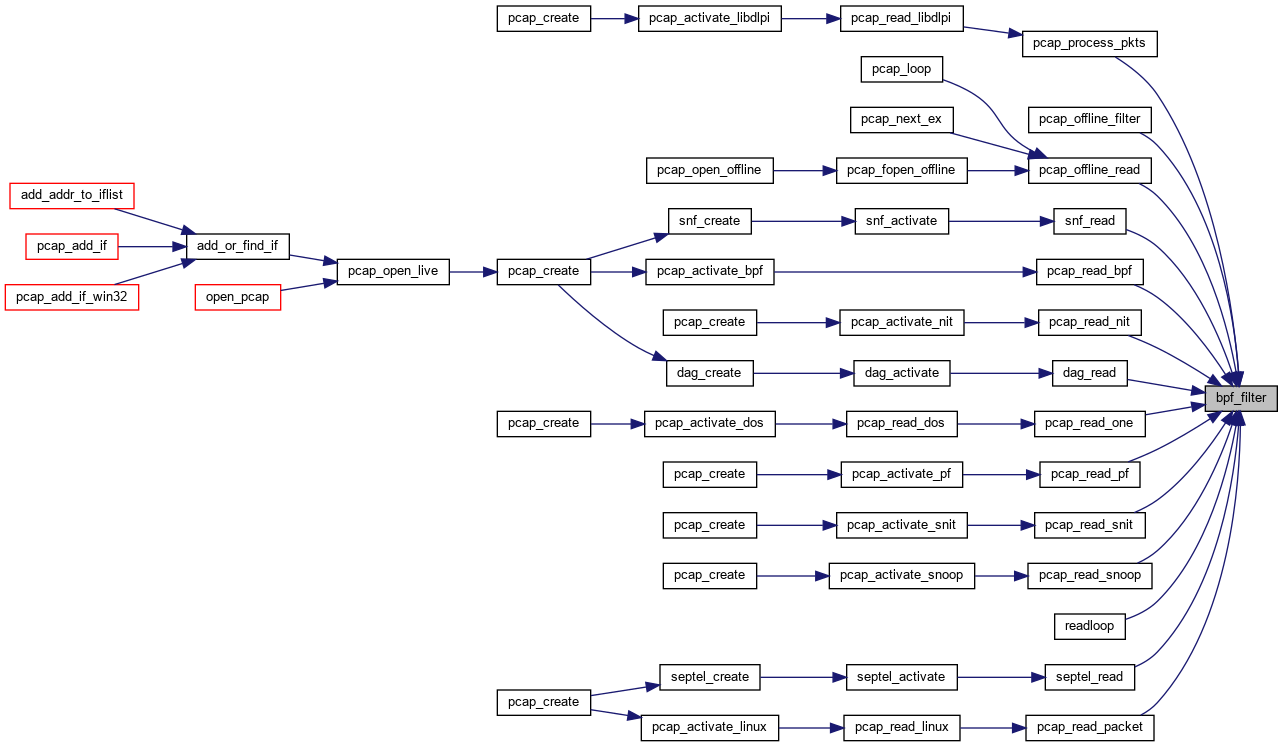 pcap_create
pcap_activate_libdlpi
pcap_read_libdlpi
pcap_process_pkts
pcap_loop
pcap_next_ex
pcap_offline_filter
pcap_open_offline
pcap_fopen_offline
pcap_offline_read
add_addr_to_iflist
snf_create
snf_activate
snf_read
pcap_add_if
add_or_find_if
pcap_open_live
pcap_create
pcap_activate_bpf
pcap_read_bpf
pcap_add_if_win32
open_pcap
pcap_create
pcap_activate_nit
pcap_read_nit
dag_create
dag_activate
dag_read
bpf_filter
pcap_create
pcap_activate_dos
pcap_read_dos
pcap_read_one
pcap_create
pcap_activate_pf
pcap_read_pf
pcap_create
pcap_activate_snit
pcap_read_snit
pcap_create
pcap_activate_snoop
pcap_read_snoop
readloop
septel_create
septel_activate
septel_read
pcap_create
pcap_activate_linux
pcap_read_linux
pcap_read_packet